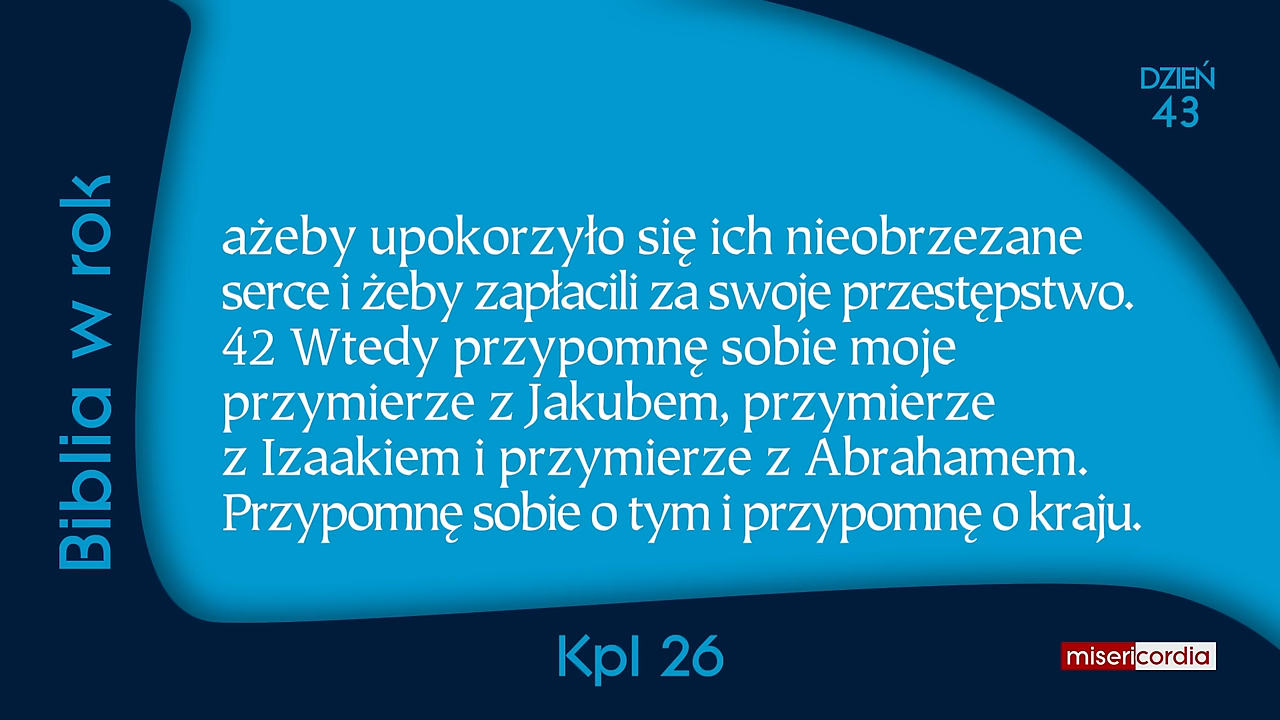 DZIEŃ
43
Biblia w rok
ażeby upokorzyło się ich nieobrzezane
serce i żeby zapłacili za swoje przestępstwo.
42 Wtedy przypomnę sobie moje
przymierze z Jakubem, przymierze
z Izaakiem i przymierze z Abrahamem.
Przypomnę sobie o tym i przypomnę o kraju.
Kpl 26
misericordia